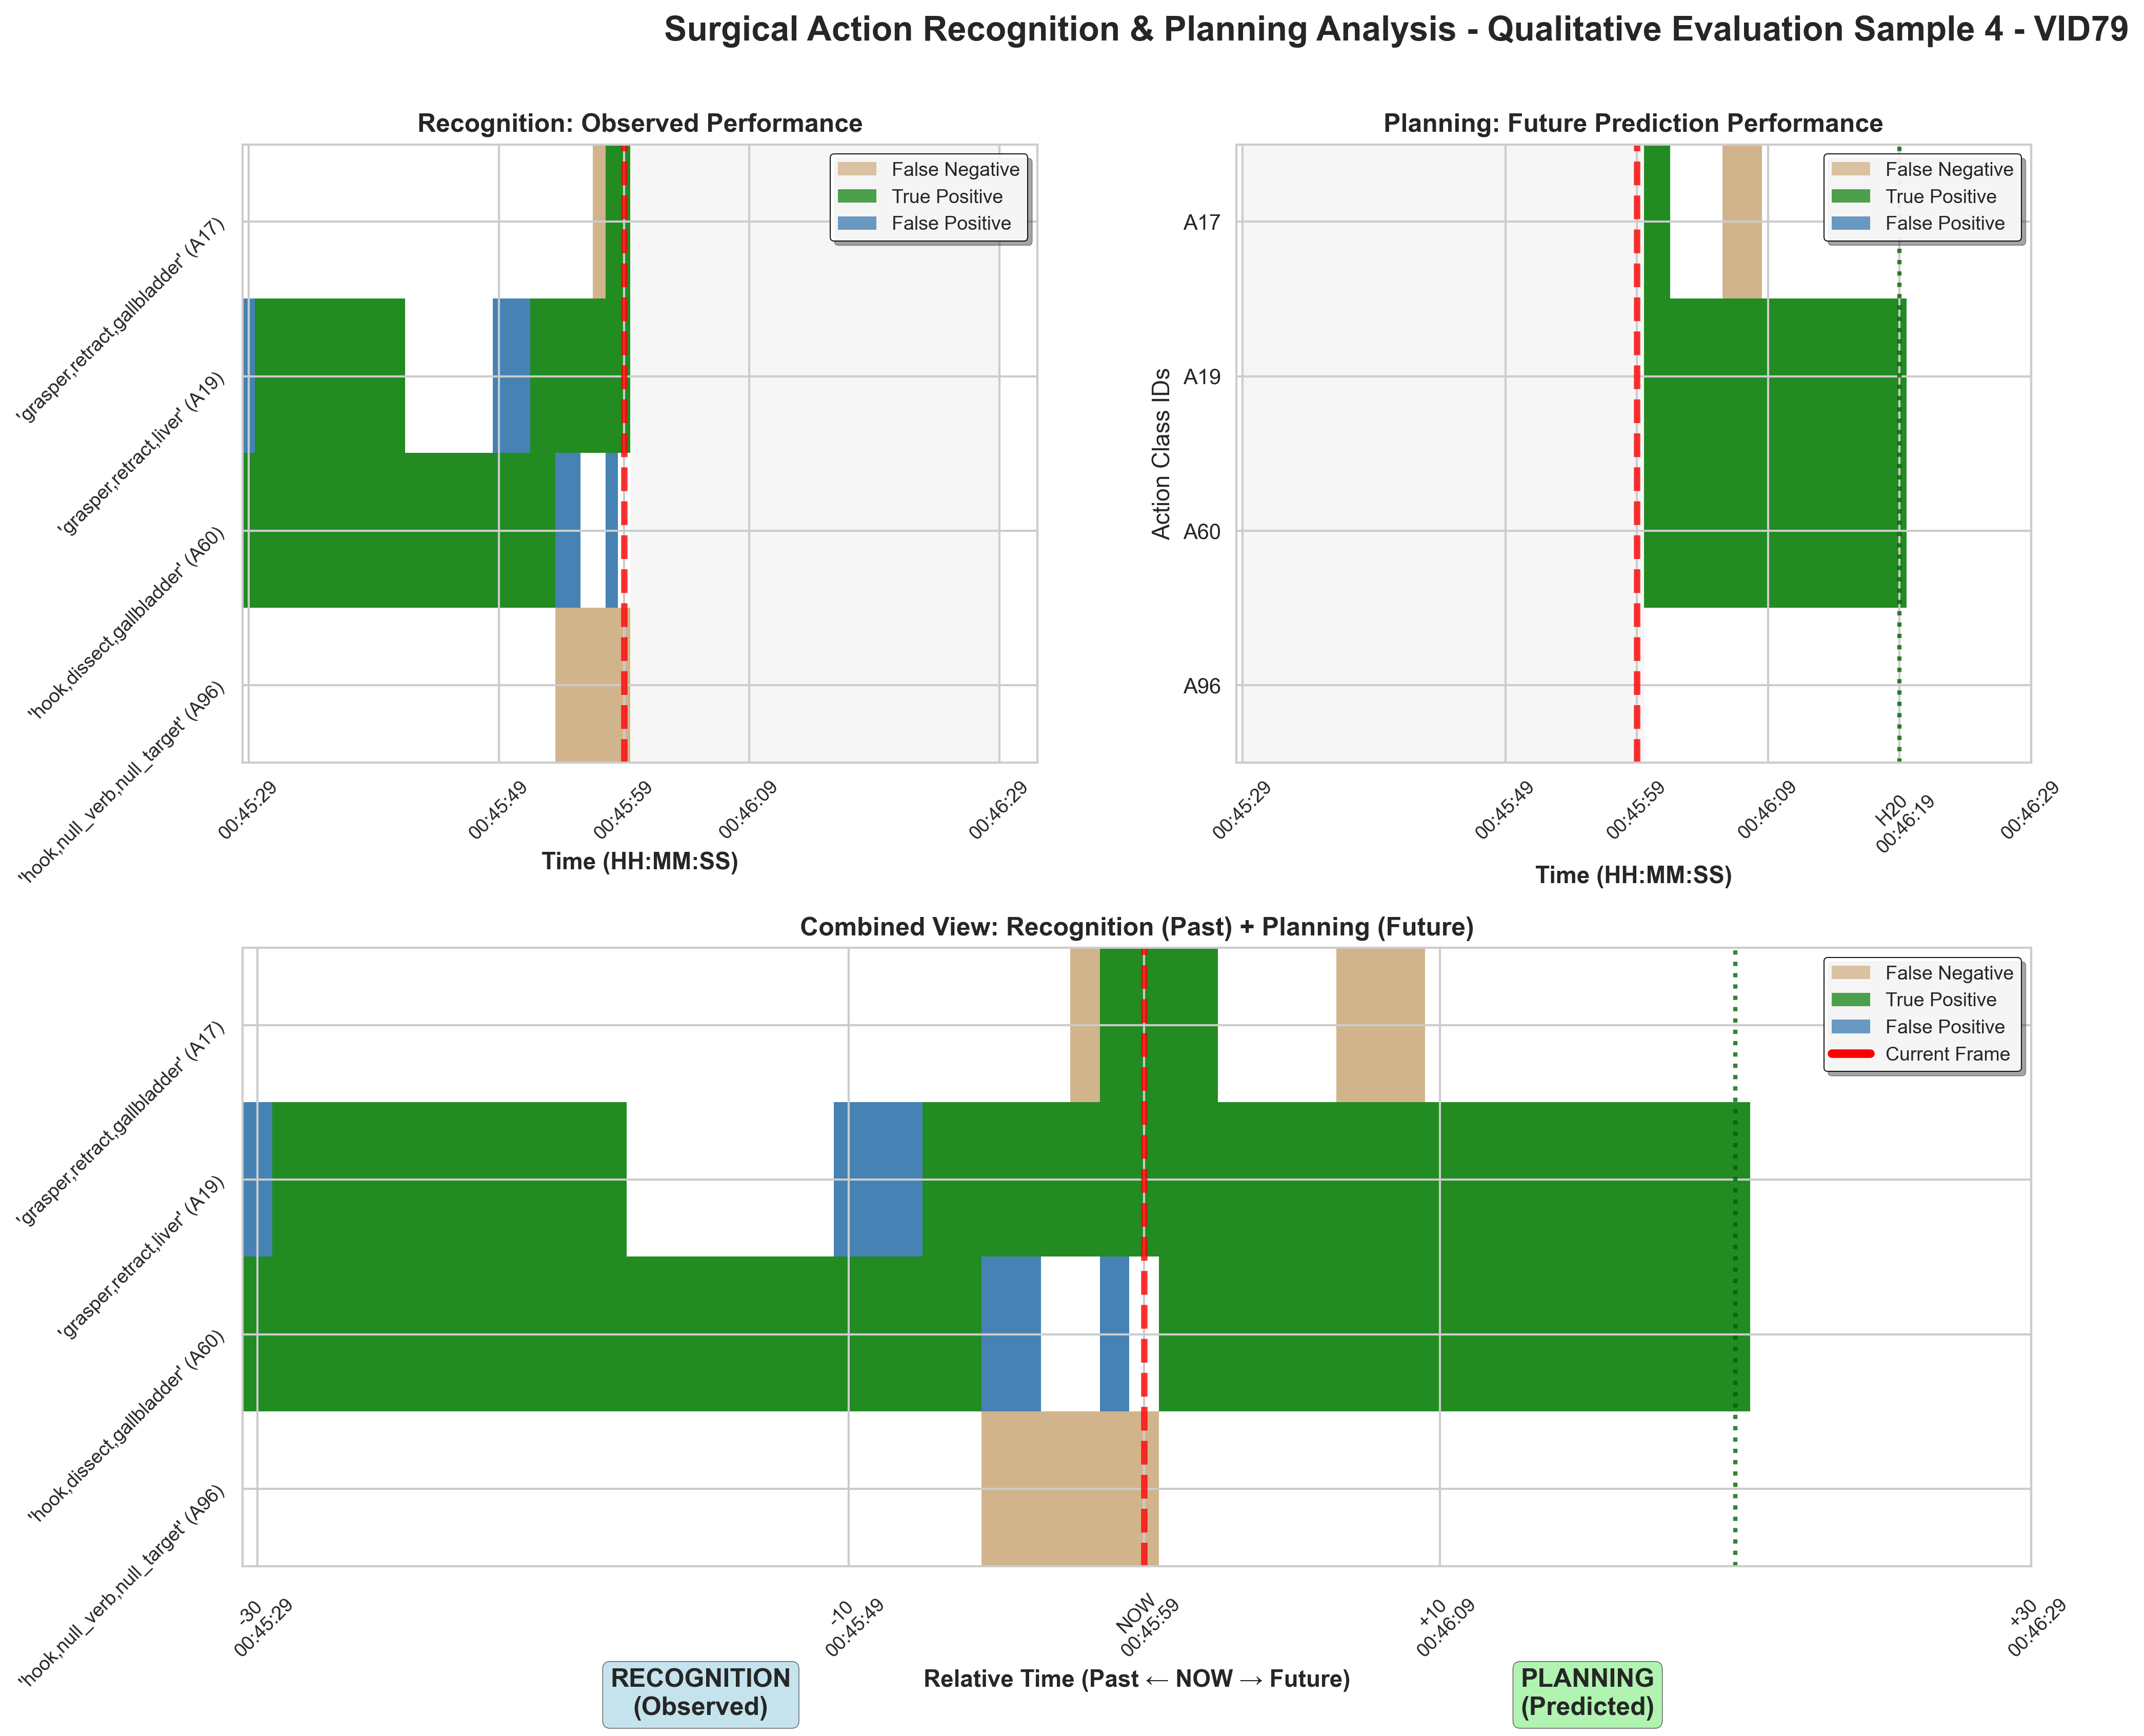 Surgical Action Recognition & Planning Analysis - Qualitative Evaluation Sample 4 - VID79
Recognition: Observed Performance
False Negative
True Positive
False Positive
'grasper,retract,gallbladder' (A17)
'grasper,retract,liver' (A19)
'hook,dissect,gallbladder' (A60)
'hook,null_verb,null_target' (A96)
00:45:29
00:45:49
00:45:59
00:46:09
00:46:29
Time (HH:MM:SS)
Planning: Future Prediction Performance
False Negative
True Positive
False Positive
Action Class IDs
A17
A19
A60
A96
00:45:29
00:45:49
00:45:59
00:46:09
H20
00:46:19
00:46:29
Time (HH:MM:SS)
Combined View: Recognition (Past) + Planning (Future)
False Negative
True Positive
False Positive
Current Frame
'grasper,retract,gallbladder' (A17)
'grasper,retract,liver' (A19)
'hook,dissect,gallbladder' (A60)
'hook,null_verb,null_target' (A96)
-30
00:45:29
-10
00:45:49
NOW
00:45:59
+10
00:46:09
+30
00:46:29
RECOGNITION
(Observed)
Relative Time (Past ← NOW → Future)
PLANNING
(Predicted)